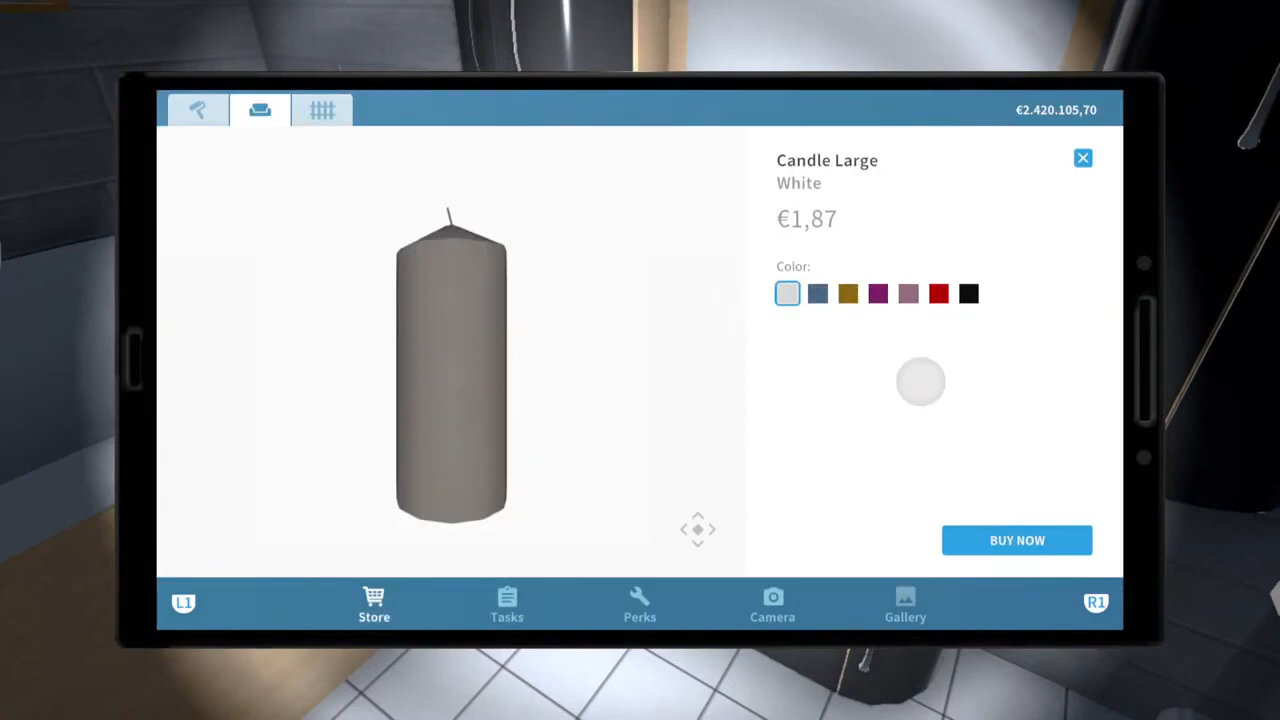 €2.420.105,70
Candle Large
White
€1,87
Color:
BUY NOW
L1
Store
Tasks
Perks
Camera
Gallery
R1